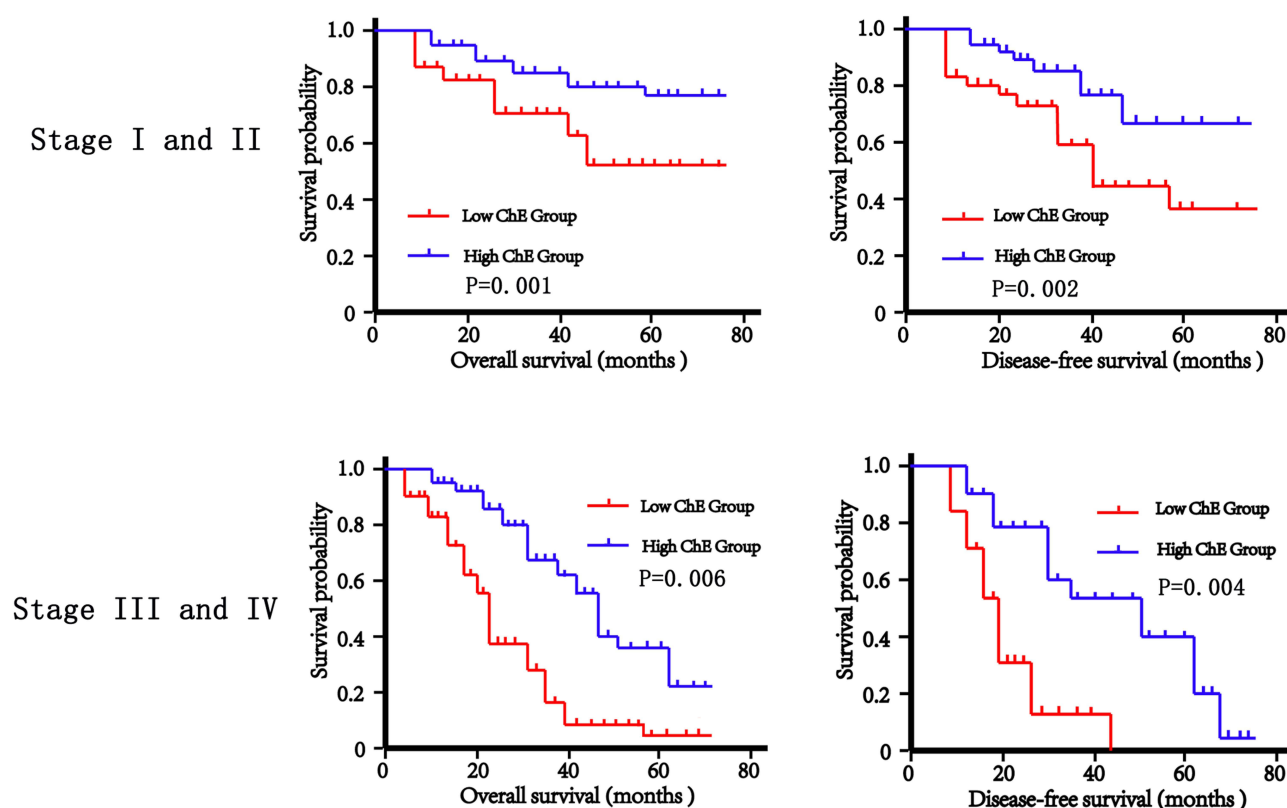 Stage I and II
Survival probability
1.0
0.8
0.6
0.4
0.2
0
Low ChE Group
High ChE Group
P=0.001
0 20 40 60 80
Overall survival (months )
Survival probability
1.0
0.8
0.6
0.4
0.2
0
Low ChE Group
High ChE Group
P=0.002
0 20 40 60 80
Disease-free survival (months )
Stage III and IV
Survival probability
1.0
0.8
0.6
0.4
0.2
0
Low ChE Group
High ChE Group
P=0.006
0 20 40 60 80
Overall survival (months )
Survival probability
1.0
0.8
0.6
0.4
0.2
0
Low ChE Group
High ChE Group
P=0.004
0 20 40 60 80
Disease-free survival (months )